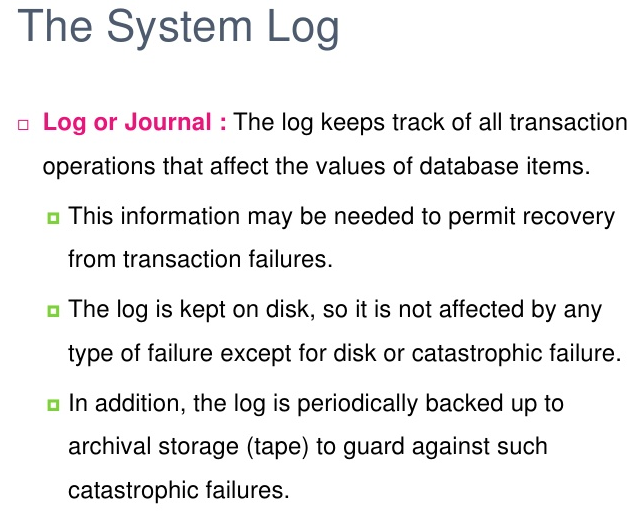 The System Log
Log or Journal : The log keeps track of all transaction
operations that affect the values of database items.
This information may be needed to permit recovery
from transaction failures.
The log is kept on disk, so it is not affected by any
type of failure except for disk or catastrophic failure.
In addition, the log is periodically backed up to
archival storage (tape) to guard against such
catastrophic failures.